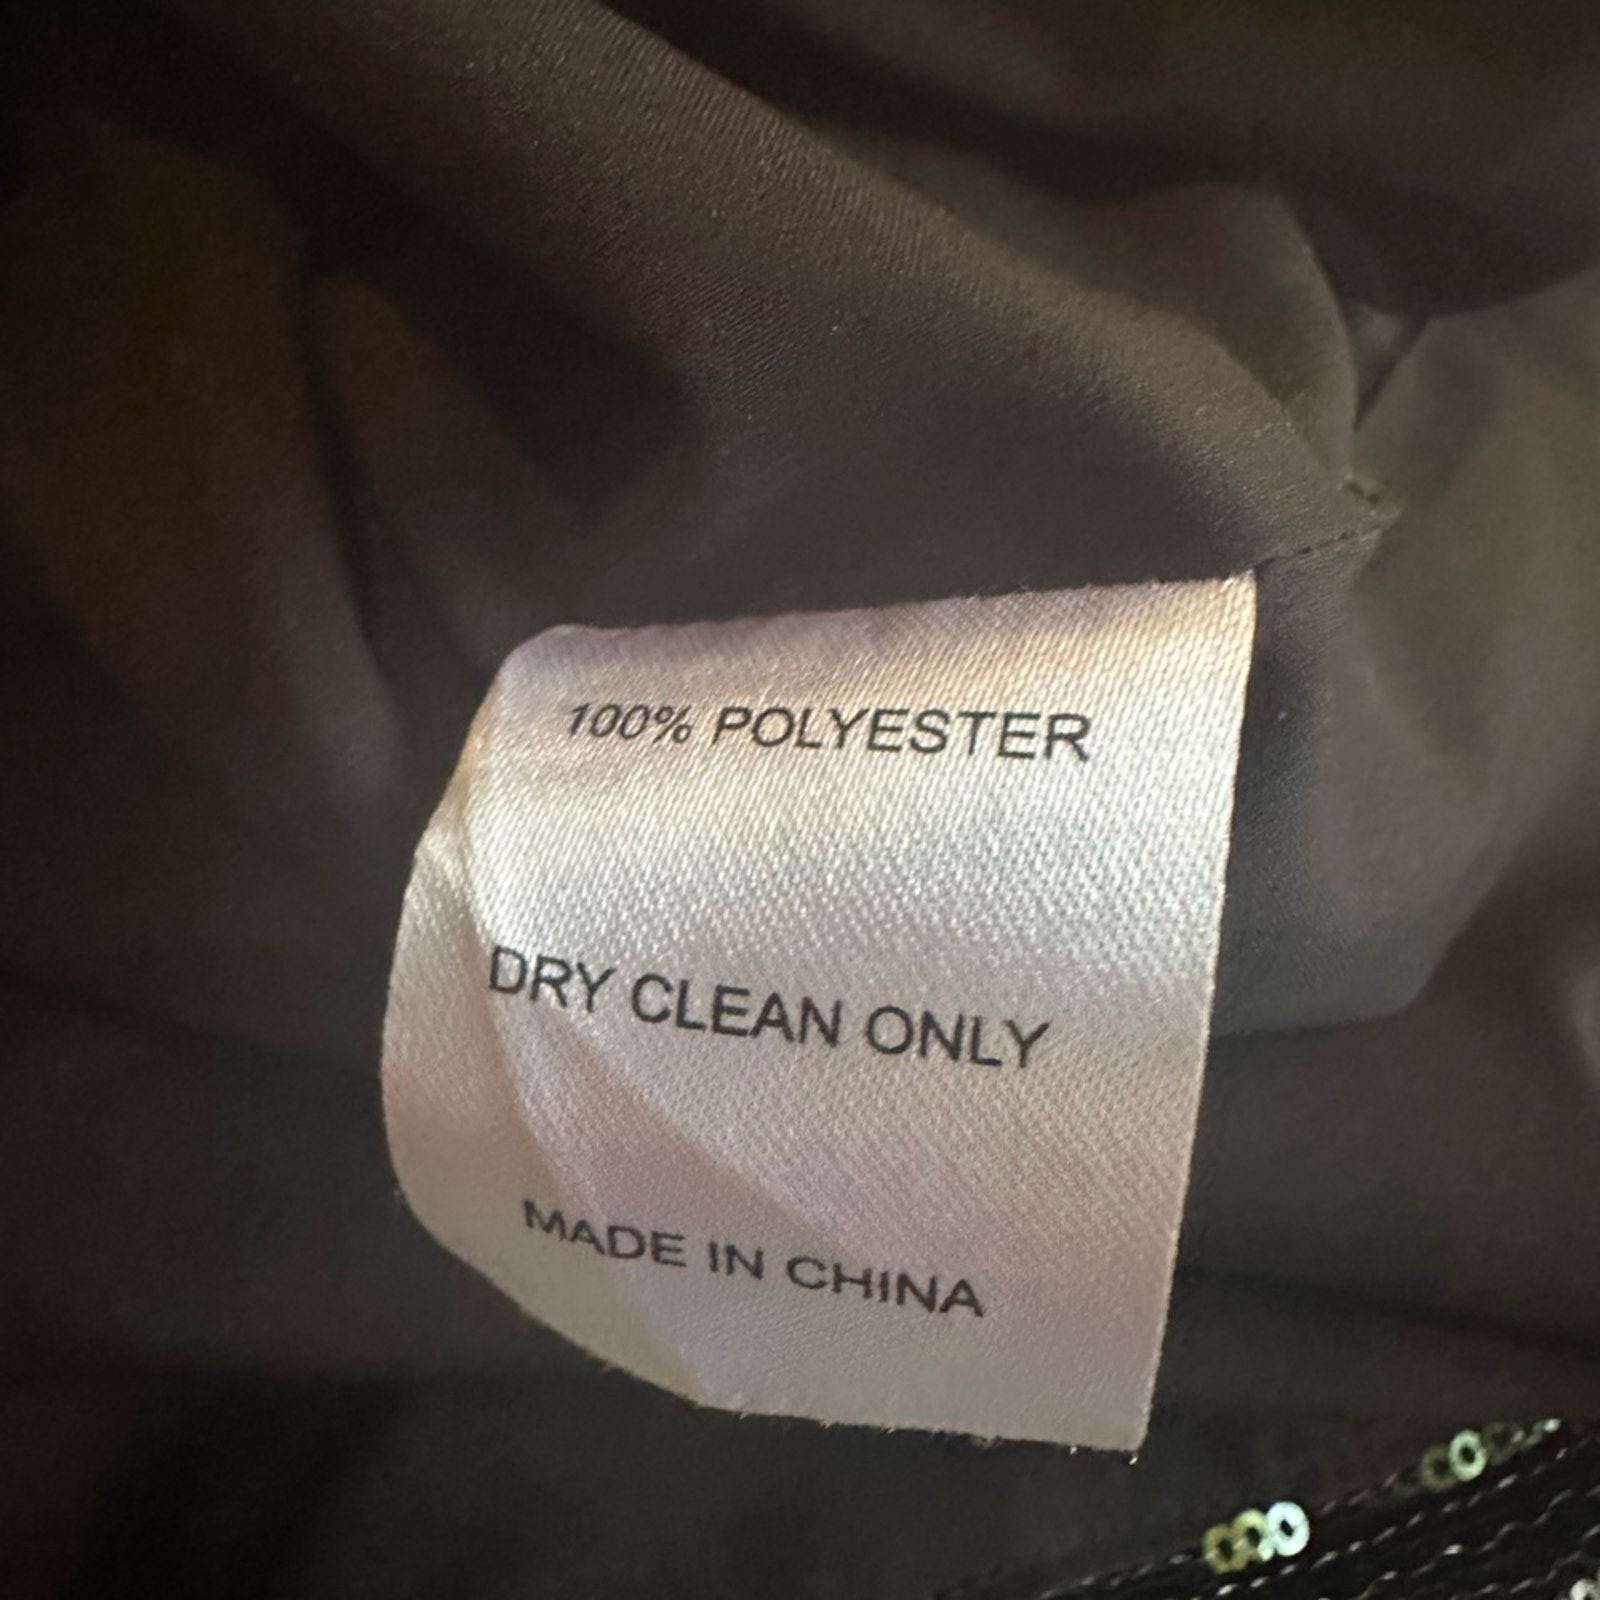 100% POLYESTER
DRY CLEAN ONLY
MADE IN CHINA